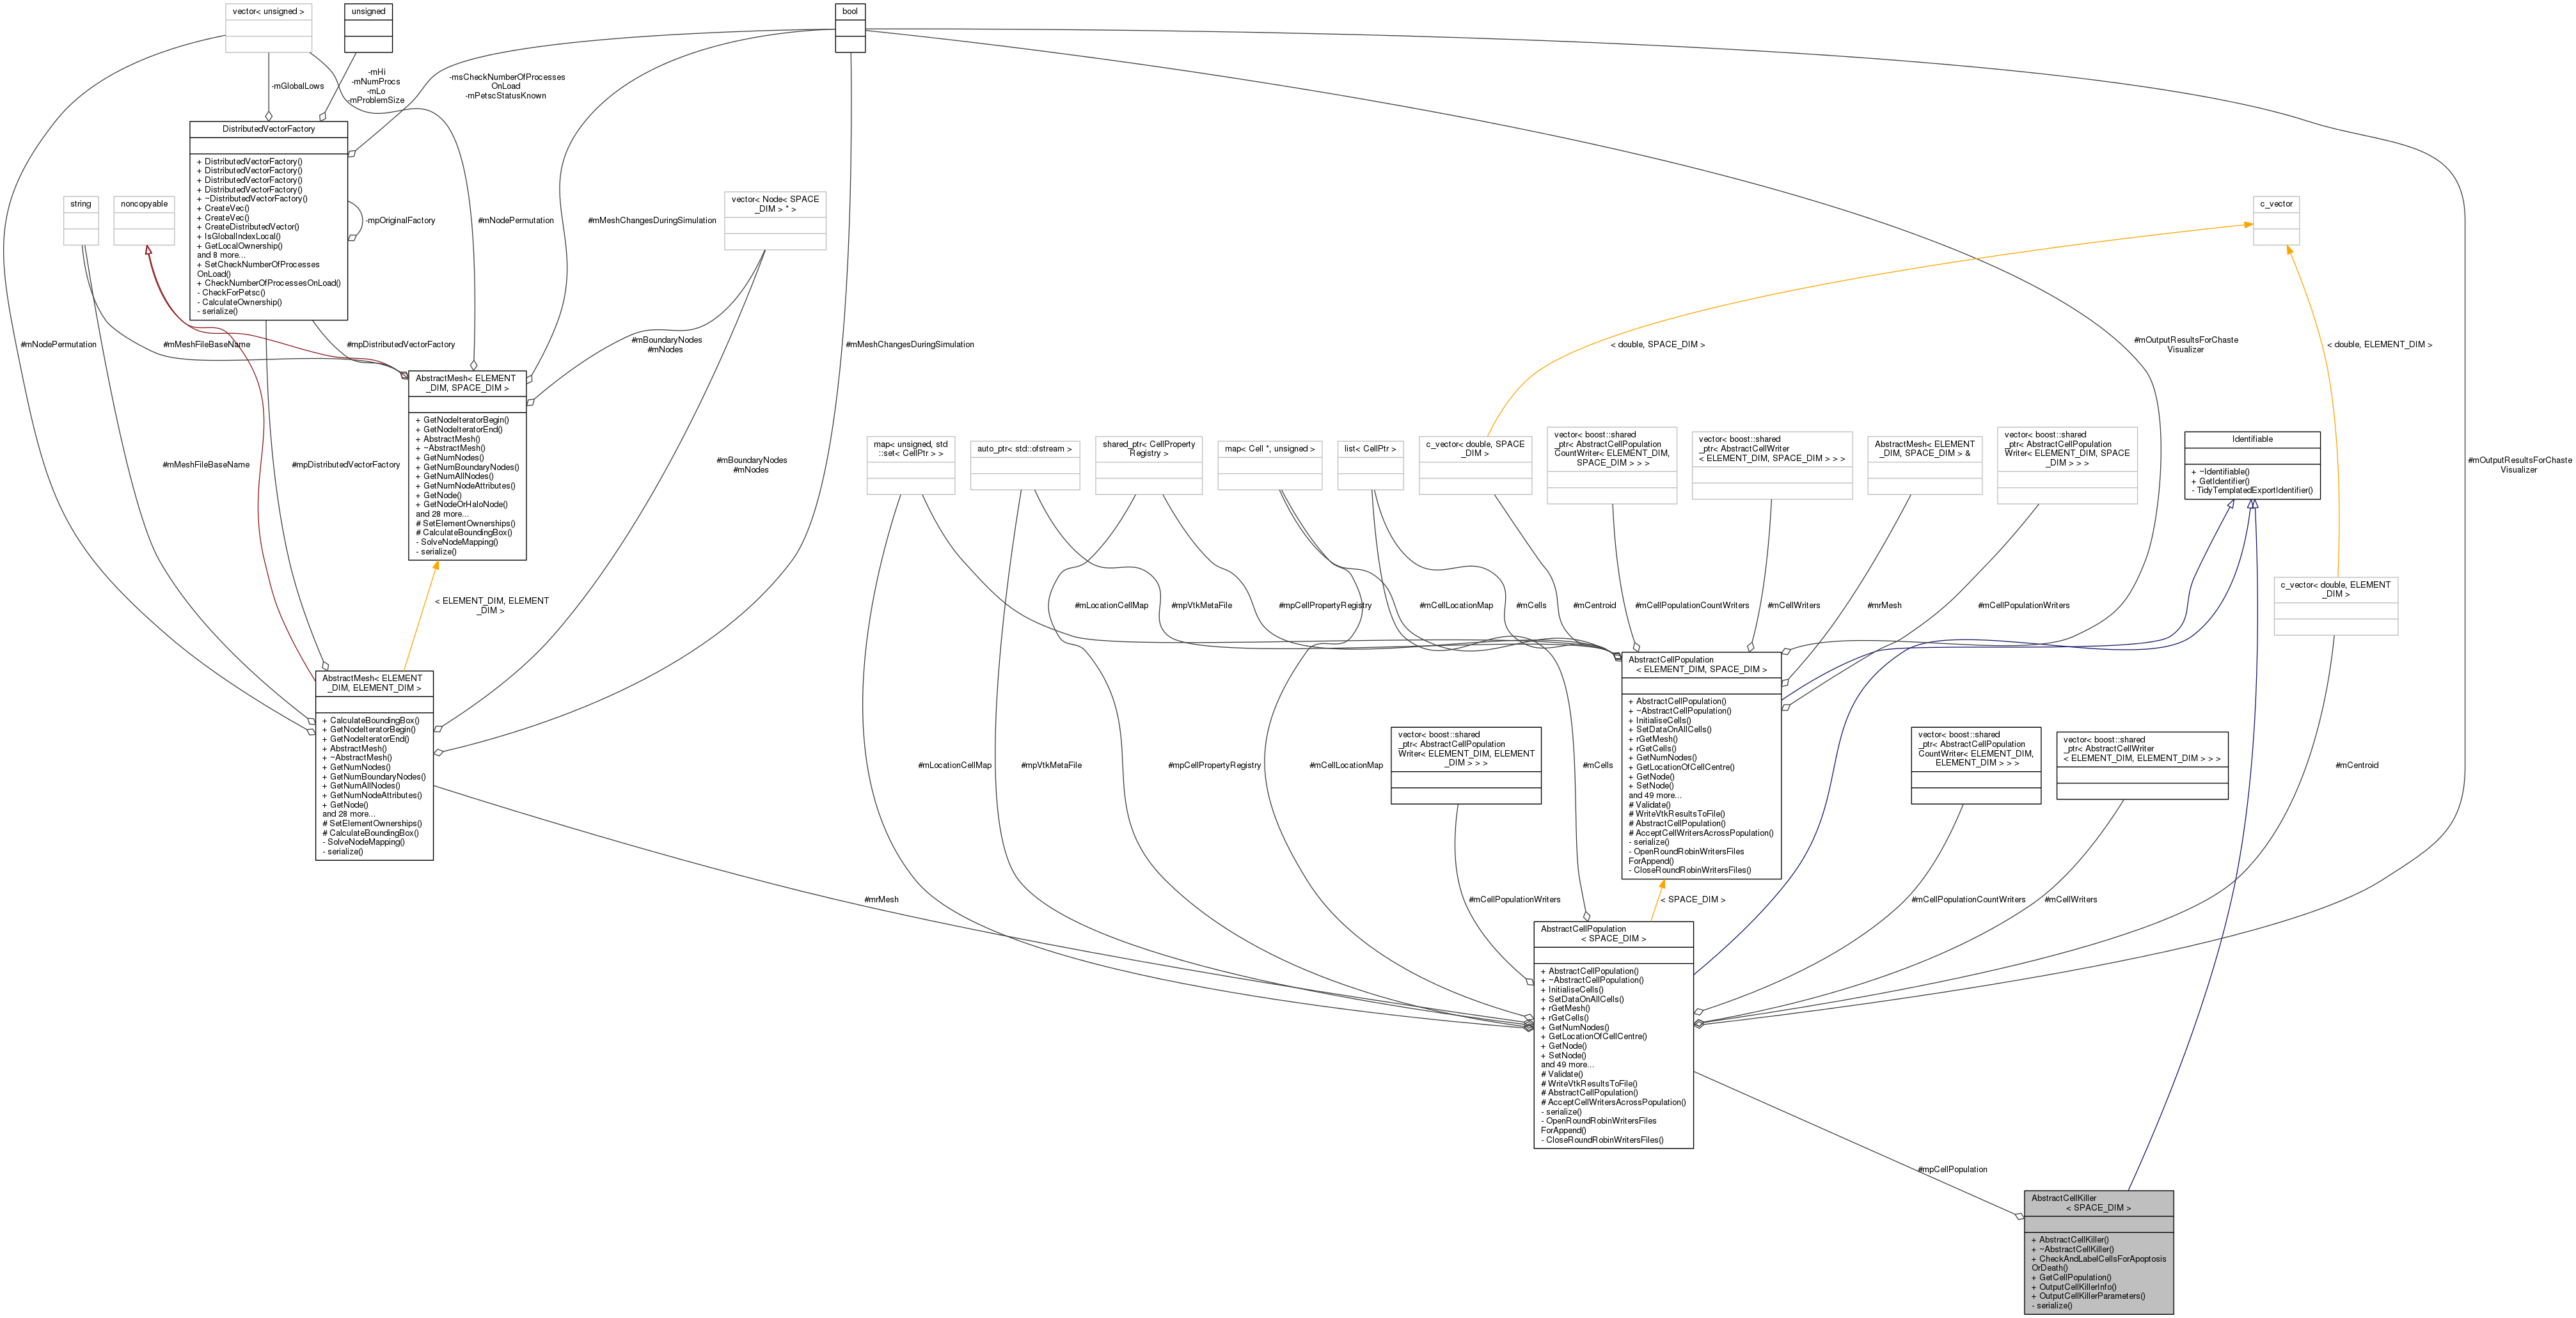 vector< unsigned >
unsigned
bool
-mGlobalLows
-mHi
-mNumProcs
-mLo
-mProblemSize
-msCheckNumberOfProcesses
OnLoad
-mPetscStatusKnown
DistributedVectorFactory
+ DistributedVectorFactory()
+ DistributedVectorFactory()
+ DistributedVectorFactory()
+ DistributedVectorFactory()
+ ~DistributedVectorFactory()
+ CreateVec()
+ CreateVec()
+ CreateDistributedVector()
+ IsGlobalIndexLocal()
+ GetLocalOwnership()
and 8 more...
+ SetCheckNumberOfProcesses
OnLoad()
+ CheckNumberOfProcessesOnLoad()
- CheckForPetsc()
- CalculateOwnership()
- serialize()
string
noncopyable
-mpOriginalFactory
#mNodePermutation
#mMeshChangesDuringSimulation
vector< Node< SPACE
_DIM > * >
c_vector
#mNodePermutation
#mMeshFileBaseName
#mpDistributedVectorFactory
#mBoundaryNodes
#mNodes
#mMeshChangesDuringSimulation
< double, SPACE_DIM >
#mOutputResultsForChaste
Visualizer
< double, ELEMENT_DIM >
AbstractMesh< ELEMENT
_DIM, SPACE_DIM >
+ GetNodeIteratorBegin()
+ GetNodeIteratorEnd()
+ AbstractMesh()
+ ~AbstractMesh()
+ GetNumNodes()
+ GetNumBoundaryNodes()
+ GetNumAllNodes()
+ GetNumNodeAttributes()
+ GetNode()
+ GetNodeOrHaloNode()
and 28 more...
# SetElementOwnerships()
# CalculateBoundingBox()
- SolveNodeMapping()
- serialize()
#mMeshFileBaseName
#mpDistributedVectorFactory
#mBoundaryNodes
#mNodes
map< unsigned, std
::set< CellPtr > >
auto_ptr< std::ofstream >
shared_ptr< CellProperty
Registry >
map< Cell *, unsigned >
list< CellPtr >
c_vector< double, SPACE
_DIM >
vector< boost::shared
_ptr< AbstractCellPopulation
CountWriter< ELEMENT_DIM,
SPACE_DIM > > >
vector< boost::shared
_ptr< AbstractCellWriter
< ELEMENT_DIM, SPACE_DIM > > >
AbstractMesh< ELEMENT
_DIM, SPACE_DIM > &
vector< boost::shared
_ptr< AbstractCellPopulation
Writer< ELEMENT_DIM, SPACE
_DIM > > >
Identifiable
+ ~Identifiable()
+ GetIdentifier()
- TidyTemplatedExportIdentifier()
#mOutputResultsForChaste
Visualizer
< ELEMENT_DIM, ELEMENT
_DIM >
#mLocationCellMap
#mpVtkMetaFile
#mpCellPropertyRegistry
#mCellLocationMap
#mCells
#mCentroid
#mCellPopulationCountWriters
#mCellWriters
#mrMesh
#mCellPopulationWriters
c_vector< double, ELEMENT
_DIM >
AbstractMesh< ELEMENT
_DIM, ELEMENT_DIM >
+ CalculateBoundingBox()
+ GetNodeIteratorBegin()
+ GetNodeIteratorEnd()
+ AbstractMesh()
+ ~AbstractMesh()
+ GetNumNodes()
+ GetNumBoundaryNodes()
+ GetNumAllNodes()
+ GetNumNodeAttributes()
+ GetNode()
and 28 more...
# SetElementOwnerships()
# CalculateBoundingBox()
- SolveNodeMapping()
- serialize()
AbstractCellPopulation
< ELEMENT_DIM, SPACE_DIM >
+ AbstractCellPopulation()
+ ~AbstractCellPopulation()
+ InitialiseCells()
+ SetDataOnAllCells()
+ rGetMesh()
+ rGetCells()
+ GetNumNodes()
+ GetLocationOfCellCentre()
+ GetNode()
+ SetNode()
and 49 more...
# Validate()
# WriteVtkResultsToFile()
# AbstractCellPopulation()
# AcceptCellWritersAcrossPopulation()
- serialize()
- OpenRoundRobinWritersFiles
ForAppend()
- CloseRoundRobinWritersFiles()
#mLocationCellMap
#mpVtkMetaFile
#mpCellPropertyRegistry
#mCellLocationMap
vector< boost::shared
_ptr< AbstractCellPopulation
Writer< ELEMENT_DIM, ELEMENT
_DIM > > >
#mCells
vector< boost::shared
_ptr< AbstractCellPopulation
CountWriter< ELEMENT_DIM,
ELEMENT_DIM > > >
vector< boost::shared
_ptr< AbstractCellWriter
< ELEMENT_DIM, ELEMENT_DIM > > >
#mCentroid
#mrMesh
#mCellPopulationWriters
< SPACE_DIM >
#mCellPopulationCountWriters
#mCellWriters
AbstractCellPopulation
< SPACE_DIM >
+ AbstractCellPopulation()
+ ~AbstractCellPopulation()
+ InitialiseCells()
+ SetDataOnAllCells()
+ rGetMesh()
+ rGetCells()
+ GetNumNodes()
+ GetLocationOfCellCentre()
+ GetNode()
+ SetNode()
and 49 more...
# Validate()
# WriteVtkResultsToFile()
# AbstractCellPopulation()
# AcceptCellWritersAcrossPopulation()
- serialize()
- OpenRoundRobinWritersFiles
ForAppend()
- CloseRoundRobinWritersFiles()
#mpCellPopulation
AbstractCellKiller
< SPACE_DIM >
+ AbstractCellKiller()
+ ~AbstractCellKiller()
+ CheckAndLabelCellsForApoptosis
OrDeath()
+ GetCellPopulation()
+ OutputCellKillerInfo()
+ OutputCellKillerParameters()
- serialize()